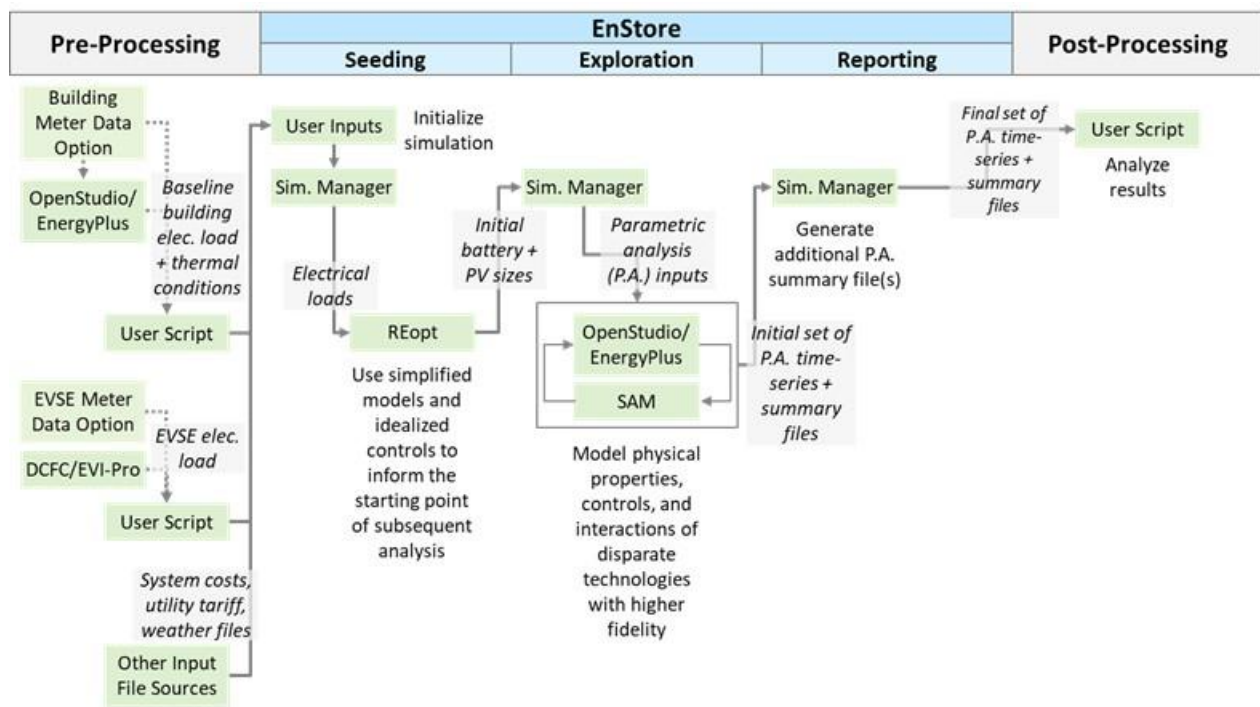 Pre-Processing
EnStore
Post-Processing
Seeding
Exploration
Reporting
Building
Meter Data
Option
OpenStudio/
EnergyPlus
Baseline
building
elec. load
+ thermal
conditions
User Script
EVSE Meter
Data Option
EVSE elec.
load
DCFC/EVI-Pro
User Script
System costs,
utility tariff,
weather files
Other Input
File Sources
User Inputs
Initialize
simulation
Sim. Manager
Electrical
loads
REopt
Use simplified
models and
idealized
controls to
inform the
starting point
of subsequent
analysis
Initial
battery +
PV sizes
Sim. Manager
Parametric
analysis
(P.A.) inputs
OpenStudio/
EnergyPlus
SAM
Model physical
properties,
controls, and
interactions of
disparate
technologies
with higher
fidelity
Initial set of
P.A. time-
series +
summary
files
Sim. Manager
Generate
additional P.A.
summary file(s)
Final set of
P.A. time-
series +
summary
files
User Script
Analyze
results